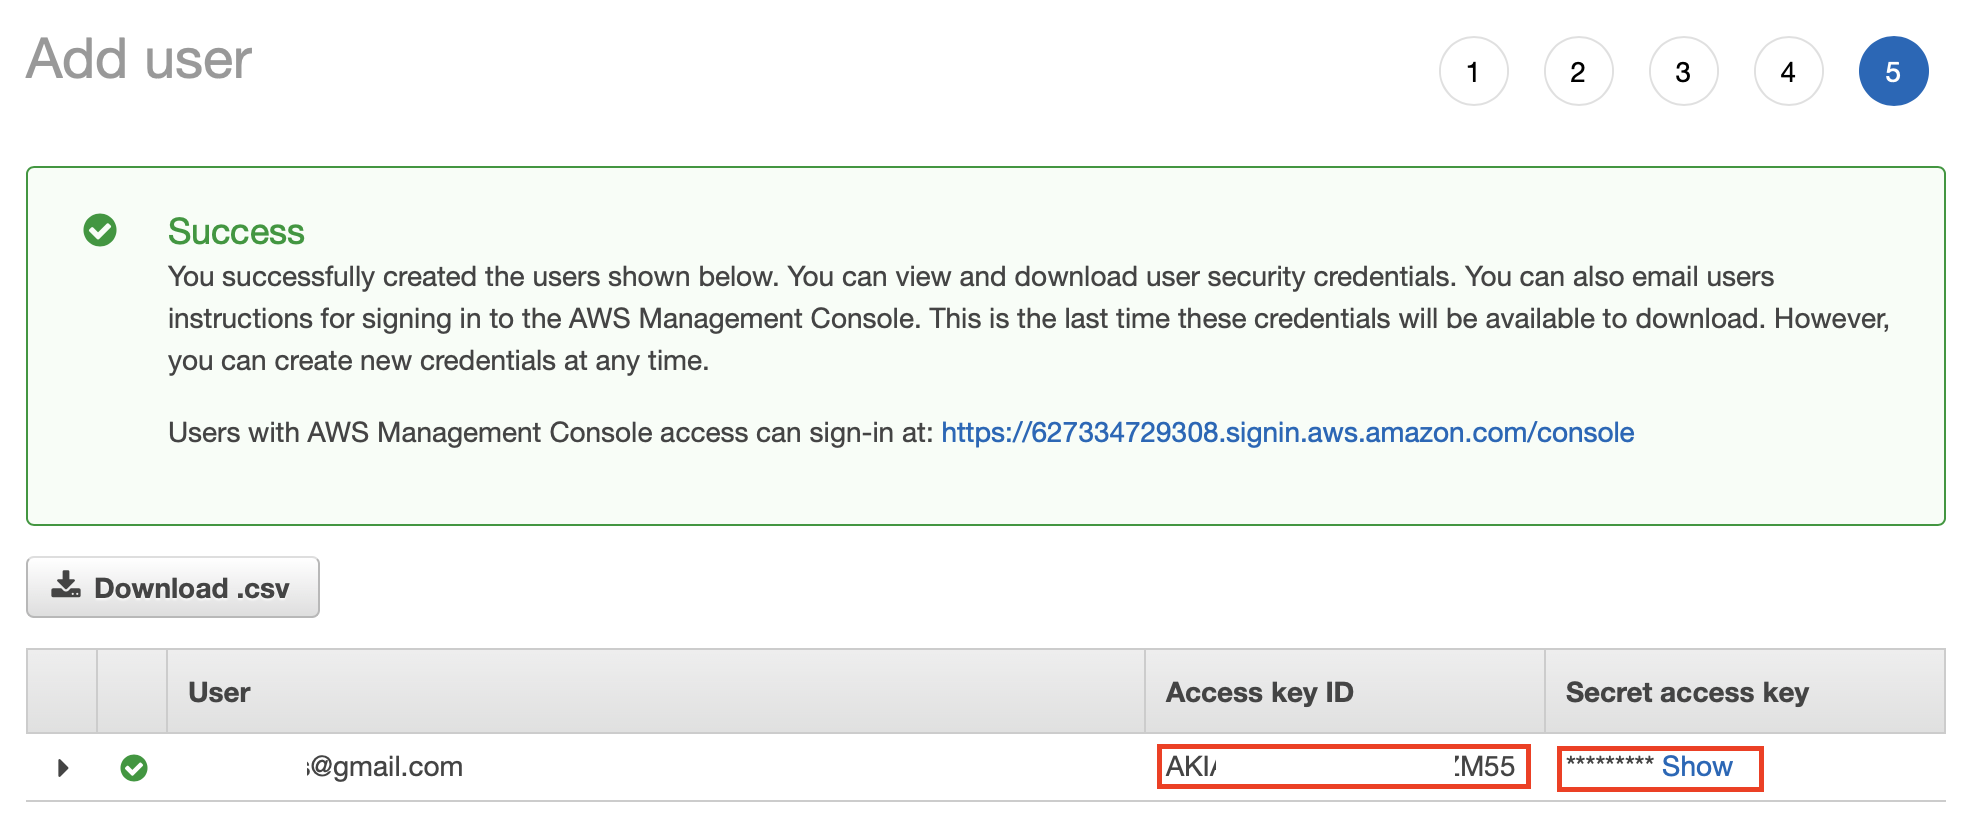 Add user
1 2 3 4 5
Success
You successfully created the users shown below. You can view and download user security credentials. You can also email users
instructions for signing in to the AWS Management Console. This is the last time these credentials will be available to download. However,
you can create new credentials at any time.
Users with AWS Management Console access can sign-in at: https://627334729308.signin.aws.amazon.com/console
Download .csv
User Access key ID Secret access key
@gmail.com AKI M55 ********* Show